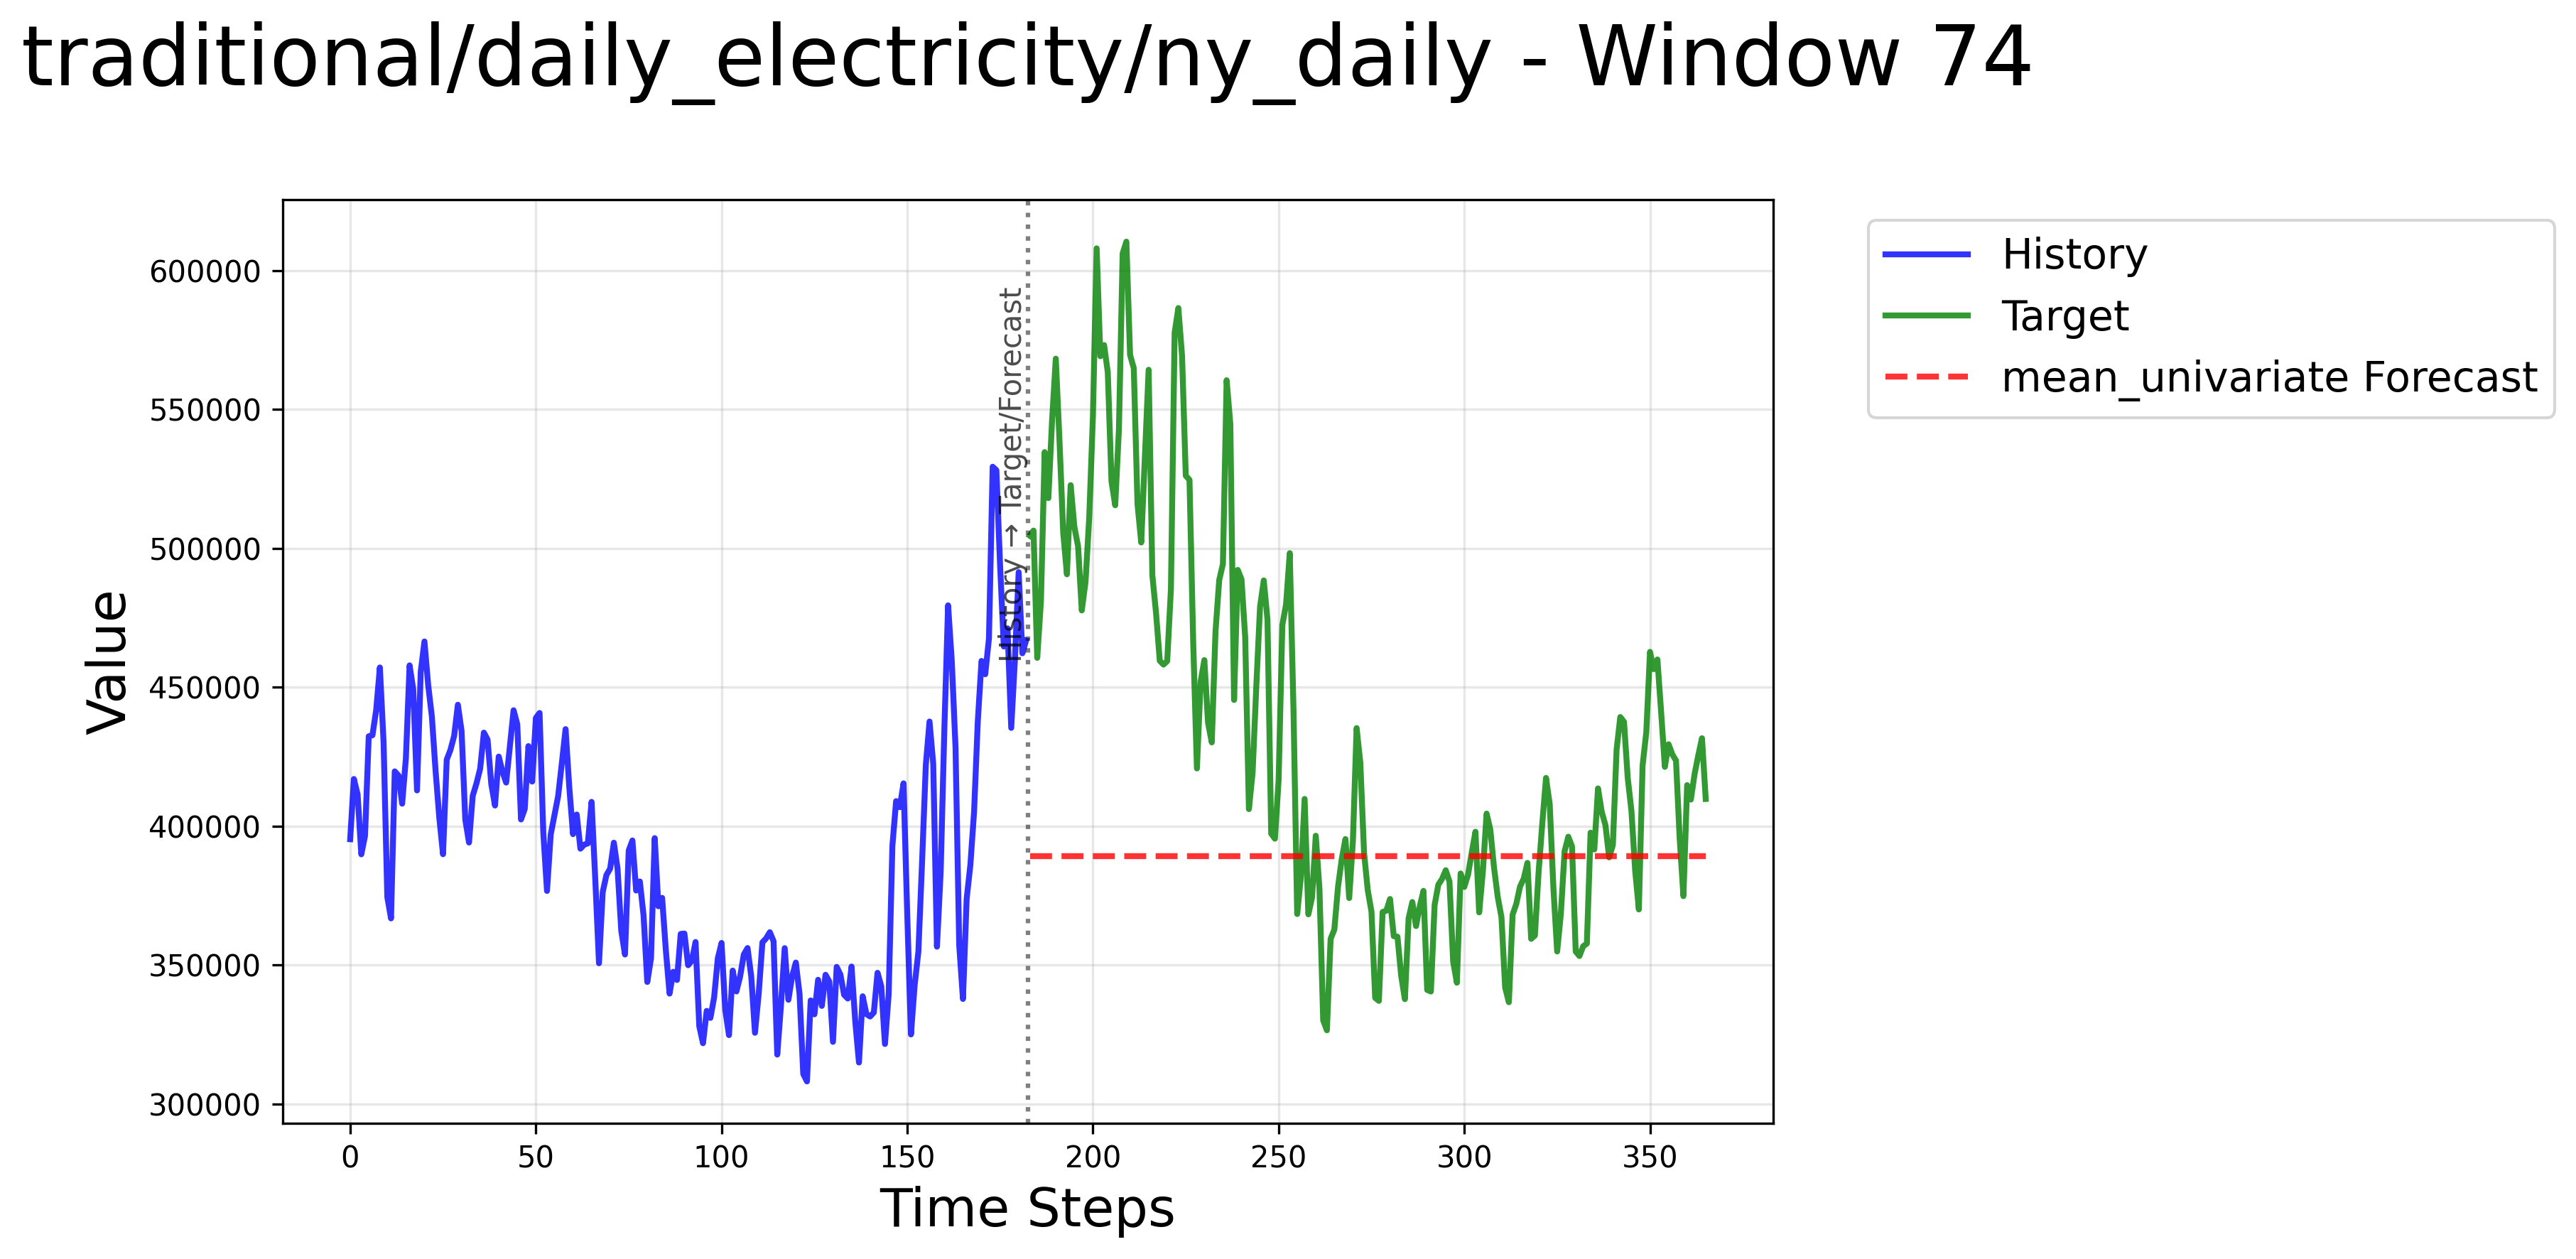 traditional/daily_electricity/ny_daily - Window 74
History
Target
mean_univariate Forecast
History → Target/Forecast
Value
600000
550000
500000
450000
400000
350000
300000
0 50 100 150 200 250 300 350
Time Steps